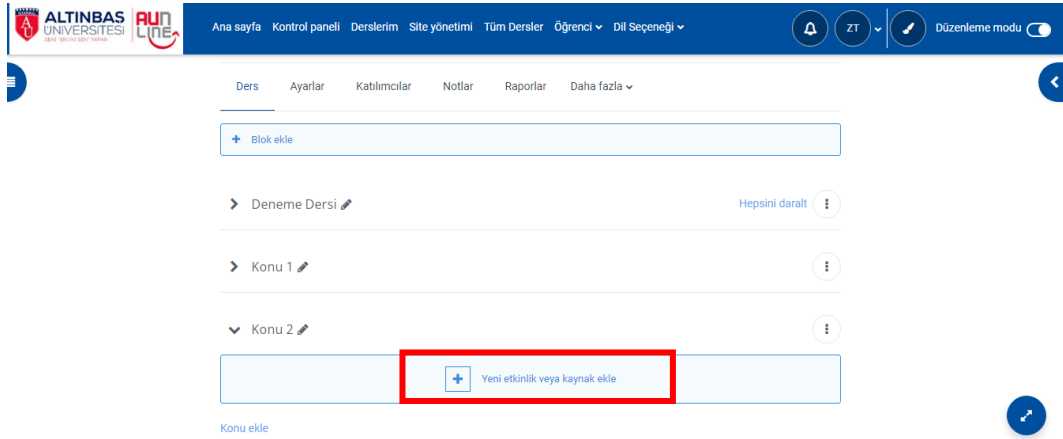 ALTINBAS
ÜNİVERSİTESİ
AUN
LINE
Ana sayfa Kontrol paneli Derslerim Site yönetimi Tüm Dersler Öğrenci Dil Seçeneği
ZT
Düzenleme modu
Ders Ayarlar Katılımcılar Notlar Raporlar Daha fazla
+ Blok ekle
Deneme Dersi
Hepsini daralt
Konu 1
Konu 2
+ Yeni etkinlik veya kaynak ekle
Konu ekle